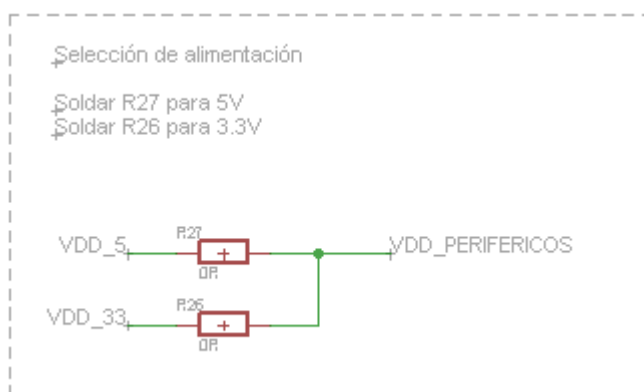 Selección de alimentación
Soldar R27 para 5V
Soldar R26 para 3.3V
R27
VDD_5
VDD_PERIFERICOS
0R
R26
VDD_33
0R